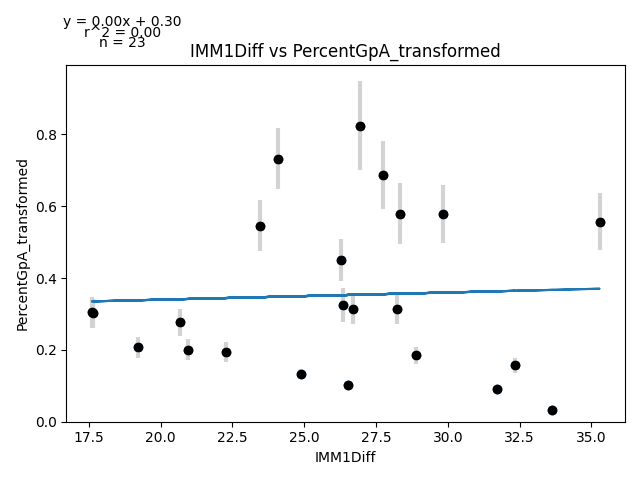 y = 0.00x + 0.30
r^2 = 0.00
n = 23
IMM1Diff vs PercentGpA_transformed
PercentGpA_transformed
0.8
0.6
0.4
0.2
0.0
17.5 20.0 22.5 25.0 27.5 30.0 32.5 35.0
IMM1Diff